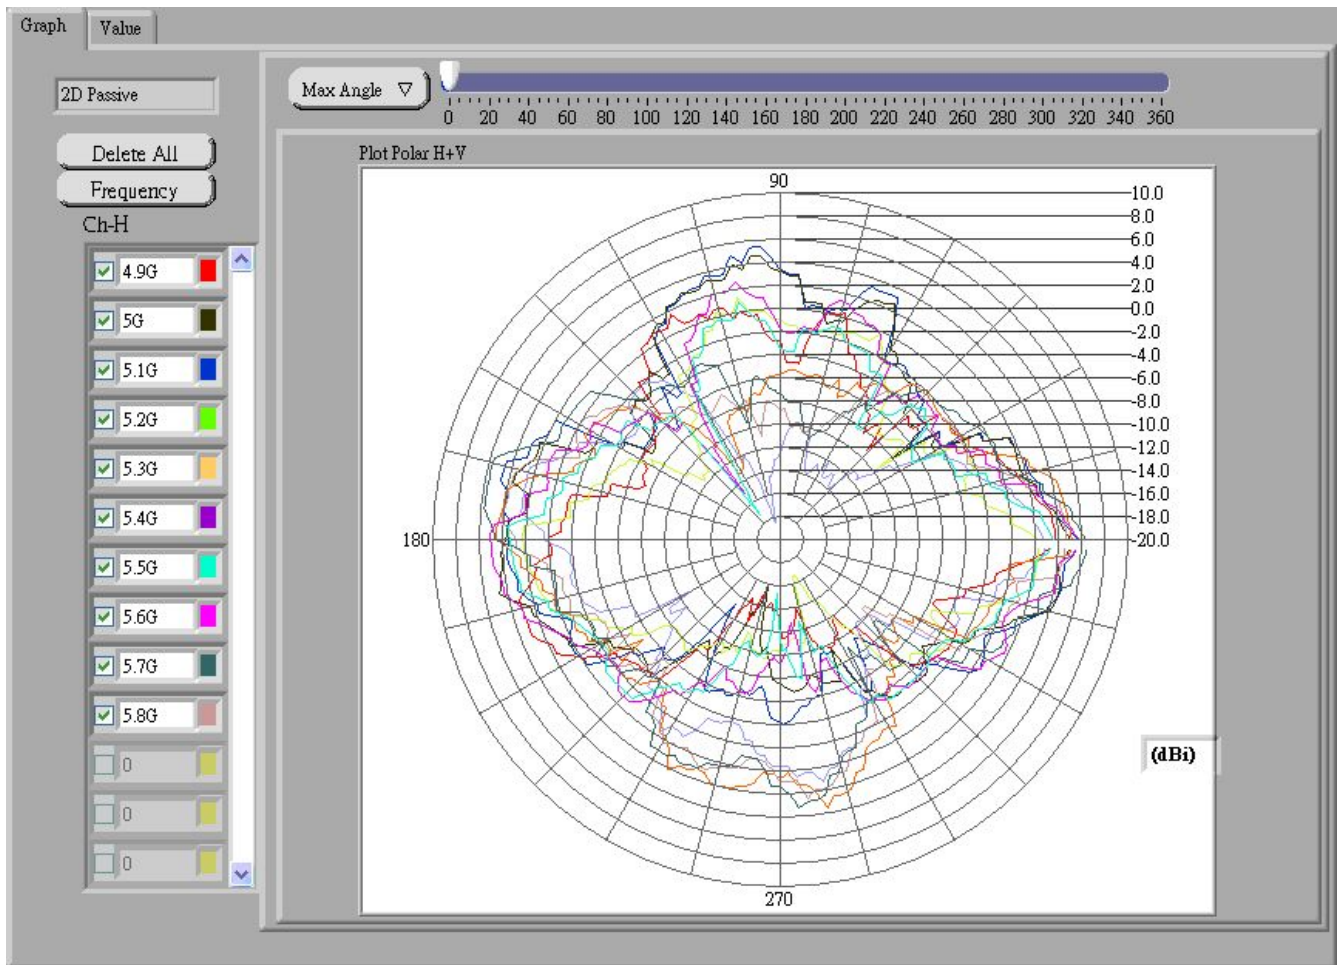 Graph Value
2D Passive
Delete All
Frequency
Ch-H
4.9G
5G
5.1G
5.2G
5.3G
5.4G
5.5G
5.6G
5.7G
5.8G
0
0
0
Max Angle
0 20 40 60 80 100 120 140 160 180 200 220 240 260 280 300 320 340 360
Plot Polar H+V
90
10.0
8.0
6.0
4.0
2.0
0.0
-2.0
-4.0
-6.0
-8.0
-10.0
-12.0
-14.0
-16.0
-18.0
180 -20.0
(dBi)
270